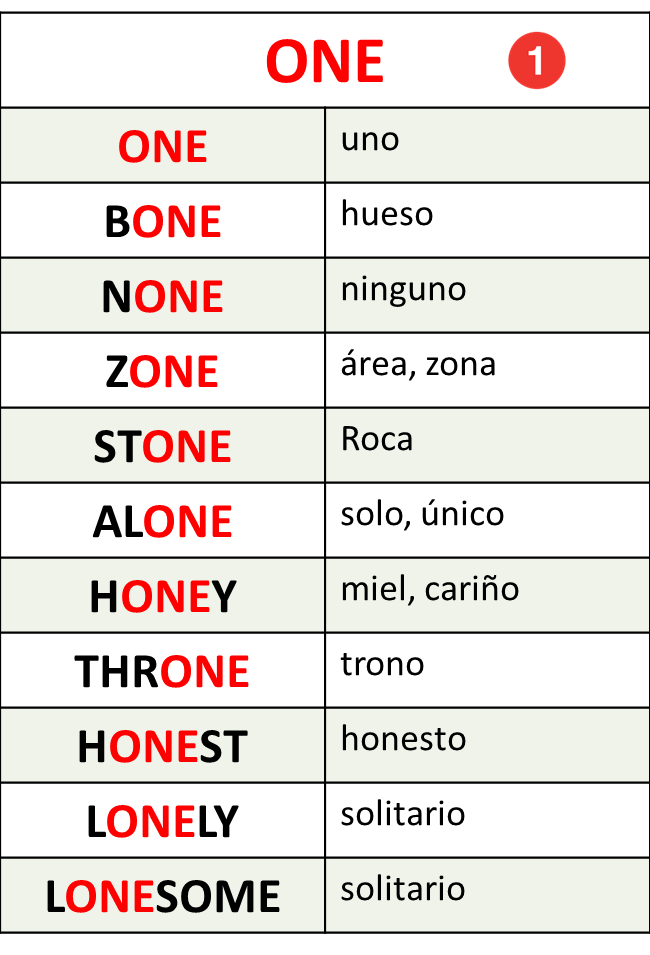 ONE 1
ONE uno
BONE hueso
NONE ninguno
ZONE área, zona
STONE Roca
ALONE solo, único
HONEY miel, cariño
THRONE trono
HONEST honesto
LONELY solitario
LONESOME solitario